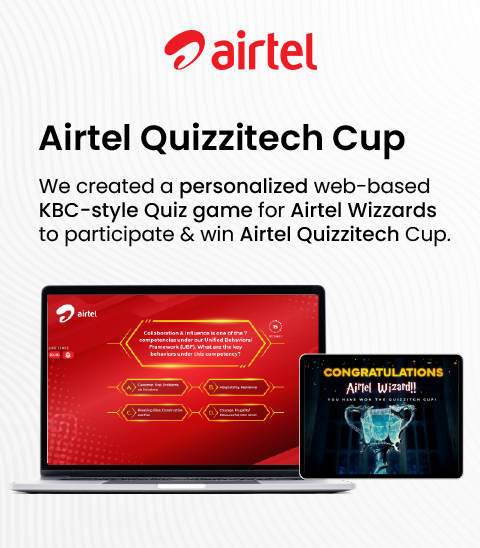 airtel
Airtel Quizzitech Cup
We created a personalized web-based
KBC-style Quiz game for Airtel Wizzards
to participate & win Airtel Quizzitech Cup.
airtel
Collaboration & Influence is one of the 7
competencies under our Unified Behavioral
Framework (UBF). What are the key
behaviors under this competency?
A
B
C
D
CONGRATULATIONS
Airtel Wizard!!
YOU HAVE WON THE QUIZZITCH CUP!